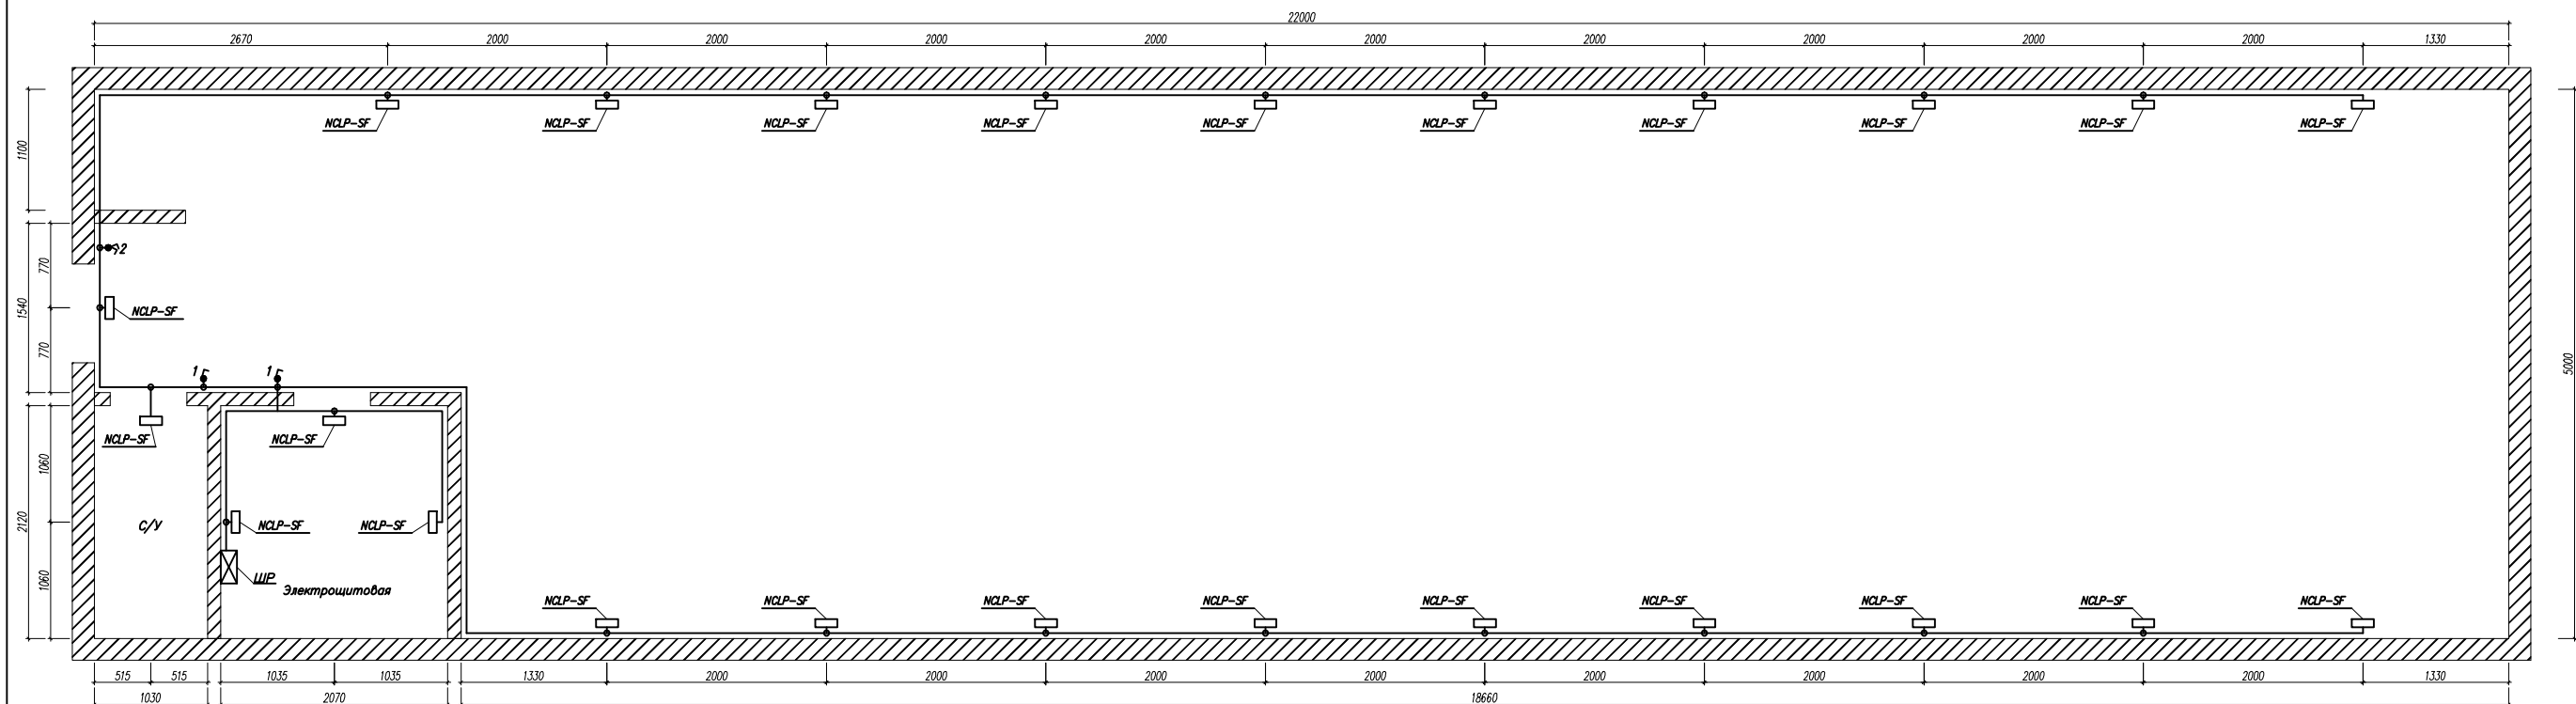 22000
2670 2000 2000 2000 2000 2000 2000 2000 2000 2000 1330
NCLP-SF NCLP-SF NCLP-SF NCLP-SF NCLP-SF NCLP-SF NCLP-SF NCLP-SF NCLP-SF NCLP-SF
1100
2
770
1540
NCLP-SF
770
5000
1 1
NCLP-SF NCLP-SF
1060
2120
С/У
NCLP-SF NCLP-SF
1060
ШР
Электрощитовая
NCLP-SF NCLP-SF NCLP-SF NCLP-SF NCLP-SF NCLP-SF NCLP-SF NCLP-SF NCLP-SF
515 515 1035 1035 1330 2000 2000 2000 2000 2000 2000 2000 2000 1330
1030 2070 18660